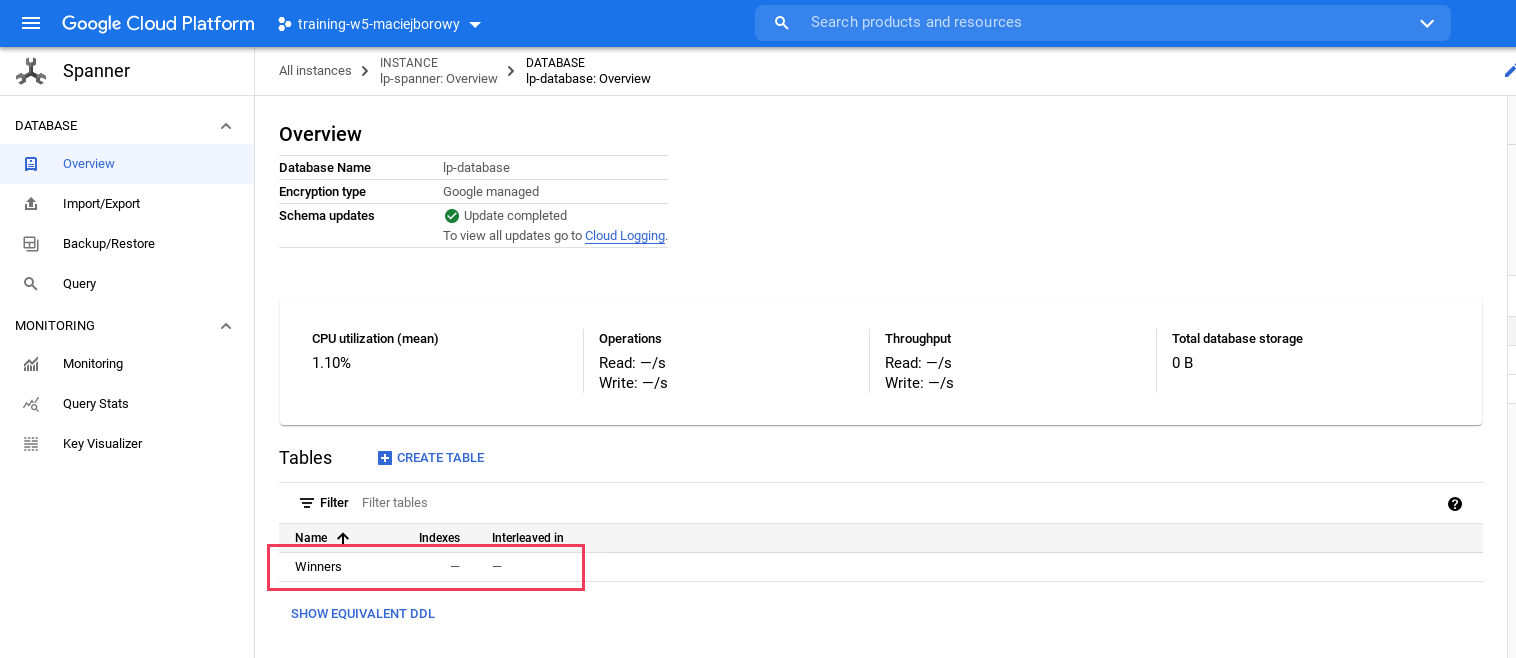 Google Cloud Platform
training-w5-maciejborowy
Search products and resources
Spanner
All instances
INSTANCE
lp-spanner: Overview
DATABASE
lp-database: Overview
DATABASE
Overview
Import/Export
Backup/Restore
Query
MONITORING
Monitoring
Query Stats
Key Visualizer
Overview
Database Name lp-database
Encryption type Google managed
Schema updates Update completed
To view all updates go to Cloud Logging.
CPU utilization (mean)
1.10%
Operations
Read: —/s
Write: —/s
Throughput
Read: —/s
Write: —/s
Total database storage
0 B
Tables CREATE TABLE
Filter Filter tables
Name Indexes Interleaved in
Winners — —
SHOW EQUIVALENT DDL